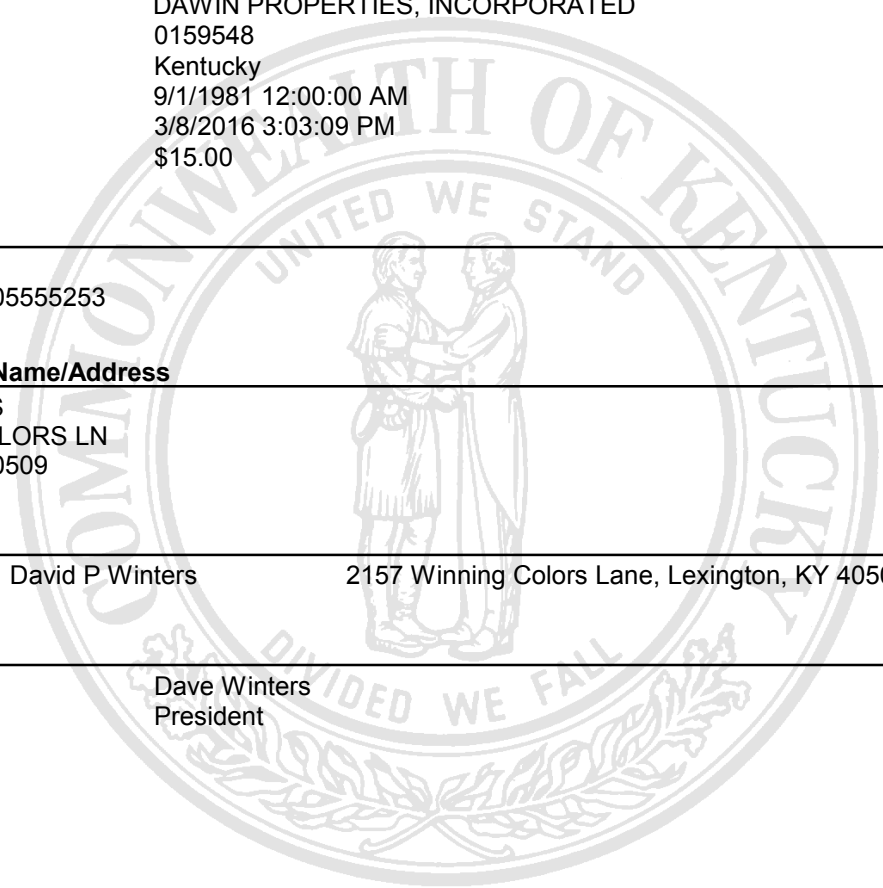 DAWIN PROPERTIES, INCORPORATED
0159548
Kentucky
9/1/1981 12:00:00 AM
3/8/2016 3:03:09 PM
$15.00
COMMONWEALTH OF KENTUCKY
UNITED WE STAND
05555253
Name/Address
S
LORS LN
0509
David P Winters 2157 Winning Colors Lane, Lexington, KY 4050
DIVIDED WE FALL
Dave Winters
President